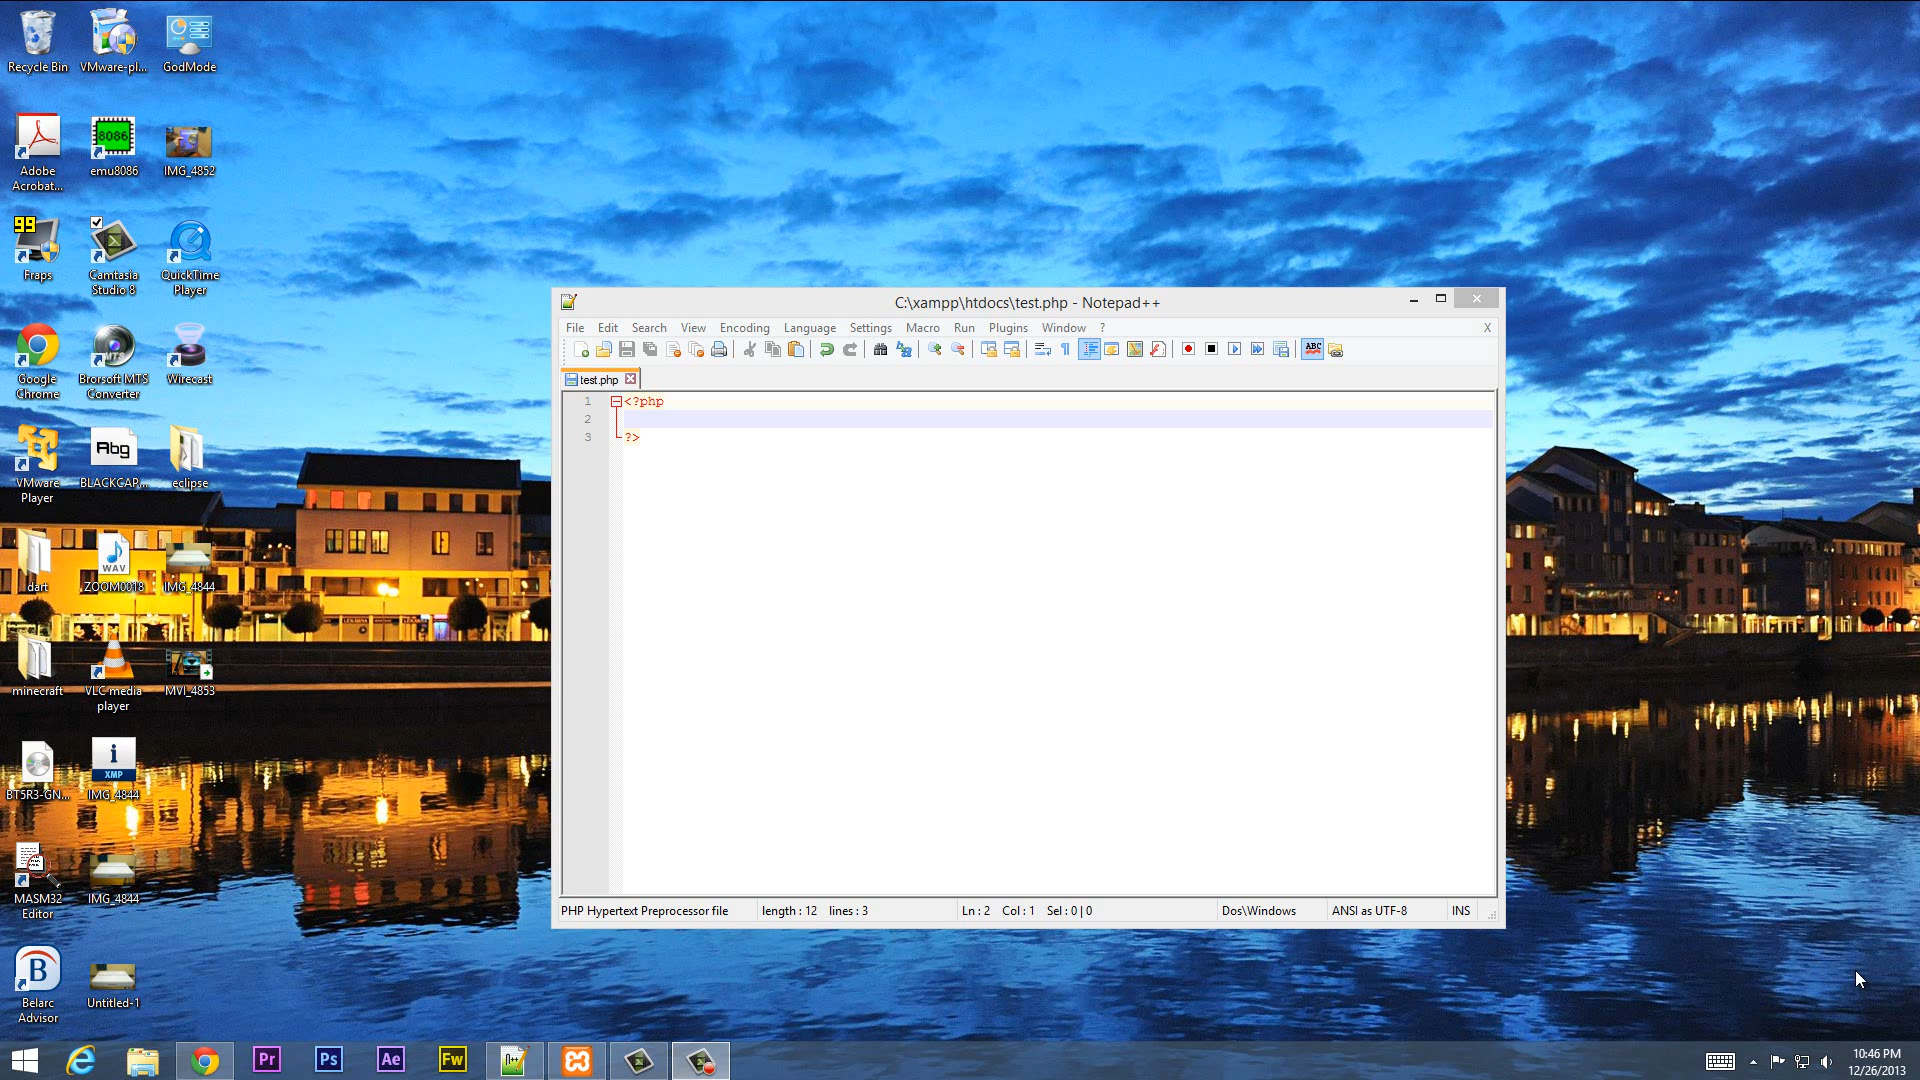 Recycle Bin
VMware-pl...
GodMode
Adobe
Acrobat...
8086
emu8086
IMG_4852
99
Fraps
Camtasia
Studio 8
QuickTime
Player
Google
Chrome
MTS
Brorsoft MTS
Converter
Wirecast
VMware
Player
Abg
BLACKCAP...
eclipse
dart
WAV
ZOOM0018
IMG_4844
minecraft
VLC media
player
MVI_4853
BT5R3-GN...
i
XMP
IMG_4844
MASM32
Editor
IMG_4844
B
Belarc
Advisor
Untitled-1
LEKAREN
C:\xampp\htdocs\test.php - Notepad++
File Edit Search View Encoding Language Settings Macro Run Plugins Window ? X
ABC
test.php
1 <?php
2
3 ?>
PHP Hypertext Preprocessor file length : 12 lines : 3 Ln : 2 Col : 1 Sel : 0 | 0 Dos\Windows ANSI as UTF-8 INS
Pr Ps Ae Fw
10:46 PM
12/26/2013